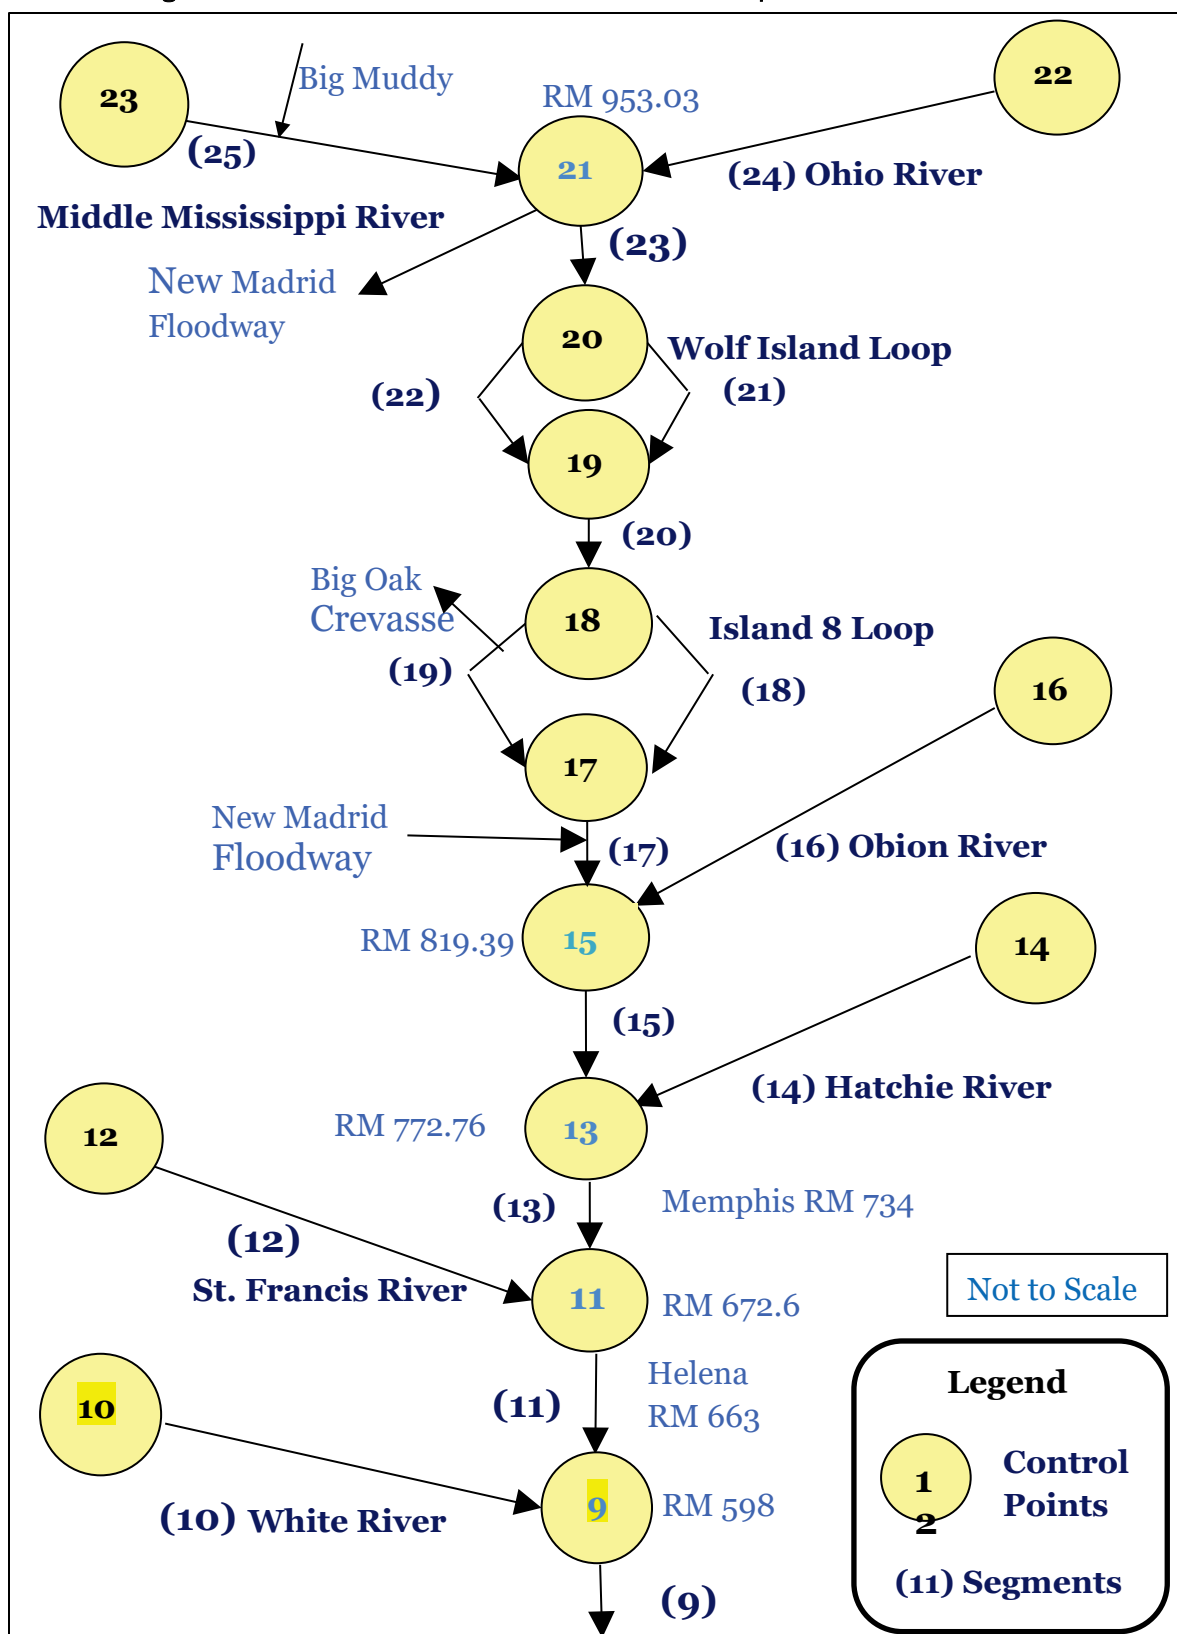 23
Big Muddy
RM 953.03
22
(25)
21
(24) Ohio River
Middle Mississippi River
(23)
New Madrid
Floodway
20
Wolf Island Loop
(22)
(21)
19
(20)
Big Oak
Crevasse
18
Island 8 Loop
(19)
(18)
16
17
New Madrid
Floodway
(17)
(16) Obion River
RM 819.39
15
14
(15)
(14) Hatchie River
12
RM 772.76
13
(13)
Memphis RM 734
(12)
St. Francis River
11
RM 672.6
Not to Scale
Helena
RM 663
Legend
10
(11)
Control
Points
1
2
9
RM 598
(10) White River
(11) Segments
(9)